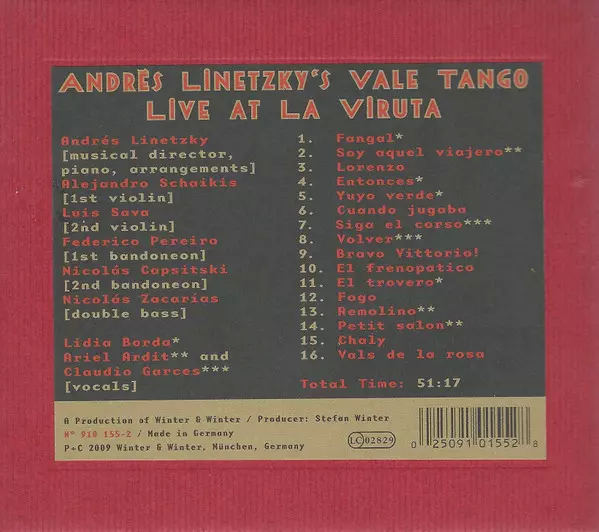 Andrés Linetzky's Vale Tango
Live at La Viruta
Andrés Linetzky
[musical director,
piano, arrangements]
Alejandro Schaikis
[1st violin]
Luis Sava
[2nd violin]
Federico Pereiro
[1st bandoneon]
Nicolás Capsitski
[2nd bandoneon]
Nicolás Zacarias
[double bass]
Lidia Borda*
Ariel Ardit** and
Claudio Garces***
[vocals]
1. Fangal*
2. Soy aquel viajero**
3. Lorenzo
4. Entonces*
5. Yuyo verde*
6. Cuando jugaba
7. Siga el corso***
8. Volver***
9. Bravo Vittorio!
10. El frenopatico
11. El trovero*
12. Fogo
13. Remolino**
14. Petit salon**
15. Chaly
16. Vals de la rosa
Total Time: 51:17
A Production of Winter & Winter / Producer: Stefan Winter
Nº 910 155-2 / Made in Germany
P+C 2009 Winter & Winter, München, Germany
LC 02829
0 25091 01552 8